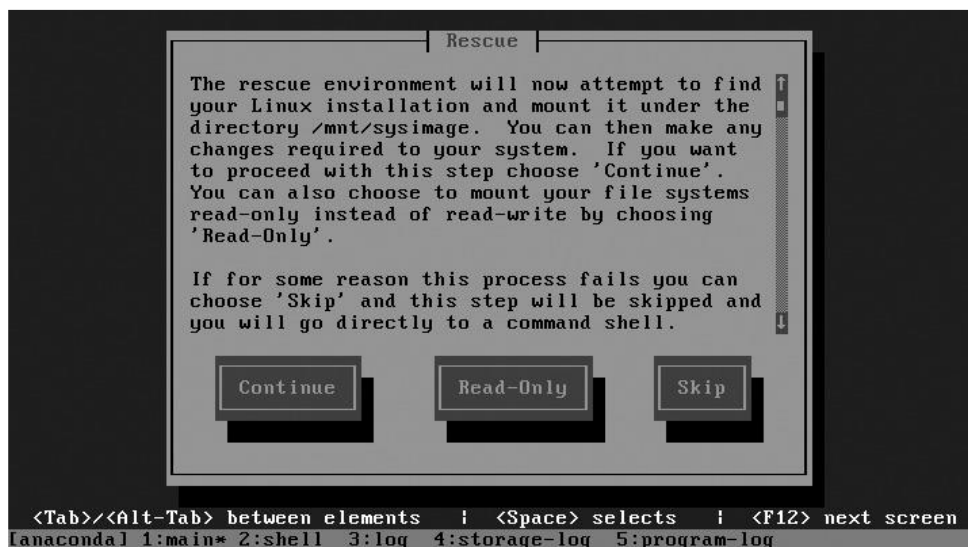 Rescue
The rescue environment will now attempt to find
your Linux installation and mount it under the
directory /mnt/sysimage.  You can then make any
changes required to your system.  If you want
to proceed with this step choose 'Continue'.
You can also choose to mount your file systems
read-only instead of read-write by choosing
'Read-Only'.
If for some reason this process fails you can
choose 'Skip' and this step will be skipped and
you will go directly to a command shell.
Continue Read-Only Skip
<Tab>/<Alt-Tab> between elements | <Space> selects | <F12> next screen
[anaconda] 1:main* 2:shell 3:log 4:storage-log 5:program-log